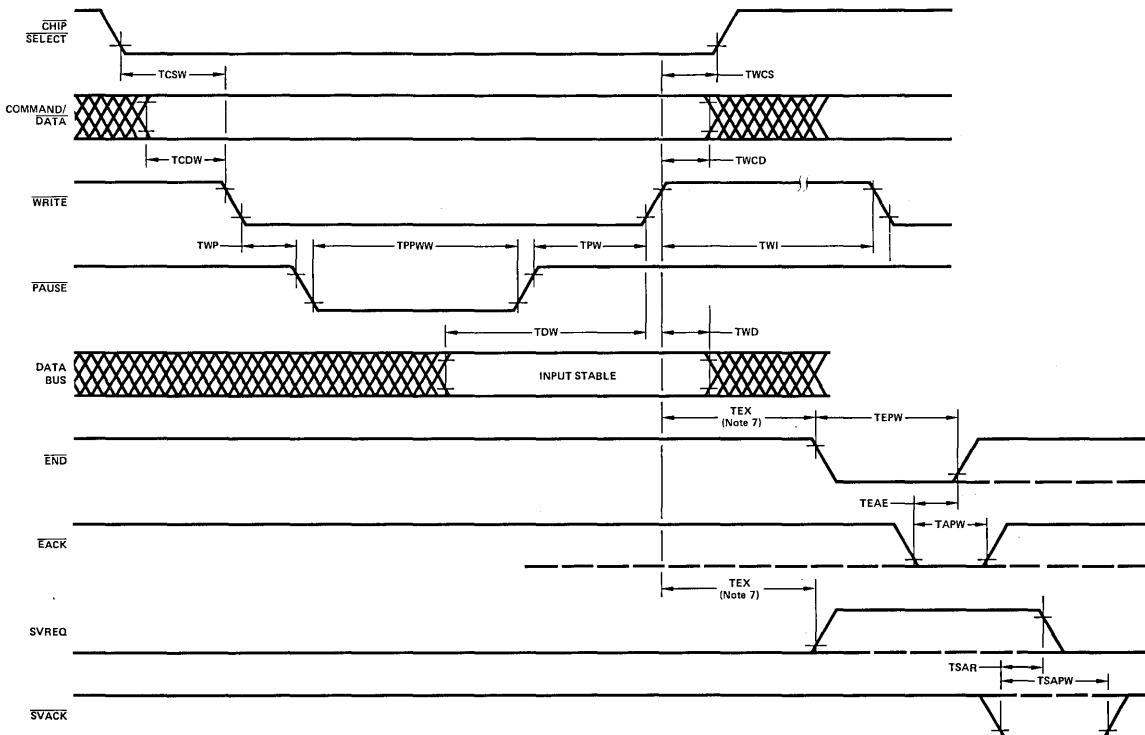 CHIP
SELECT
TCSW
TWCS
COMMAND/
DATA
TCDW
TWCD
WRITE
TWP
TPPWW
TPW
TWI
PAUSE
TDW
TWD
DATA
BUS
INPUT STABLE
TEX
(Note 7)
TEPW
END
TEAE
TAPW
EACK
TEX
(Note 7)
SVREQ
TSAR
TSAPW
SVACK